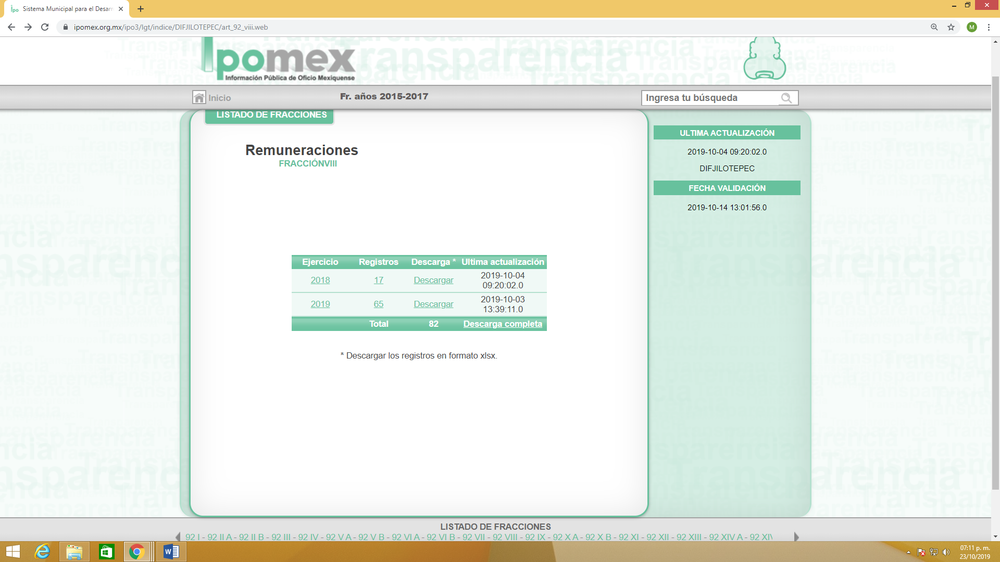 Sistema Municipal para el Desarr
ipomex.org.mx/ipo3/lgt/indice/DIFJILOTEPEC/art_92_viii.web
M
Ipomex
Información Pública de Oficio Mexiquense
Inicio
Fr. años 2015-2017
Ingresa tu búsqueda
LISTADO DE FRACCIONES
Remuneraciones
FRACCIÓNVIII
ULTIMA ACTUALIZACIÓN
2019-10-04 09:20:02.0
DIFJILOTEPEC
FECHA VALIDACIÓN
2019-10-14 13:01:56.0
Ejercicio Registros Descarga * Ultima actualización
2018 17 Descargar 2019-10-04 09:20:02.0
2019 65 Descargar 2019-10-03 13:39:11.0
Total 82 Descarga completa
* Descargar los registros en formato xlsx.
LISTADO DE FRACCIONES
92 I - 92 II A - 92 II B - 92 III - 92 IV - 92 V A - 92 V B - 92 VI A - 92 VI B - 92 VII - 92 VIII - 92 IX - 92 X A - 92 X B - 92 XI - 92 XII - 92 XIII - 92 XIV A - 92 XIV
07:11 p. m.
23/10/2019